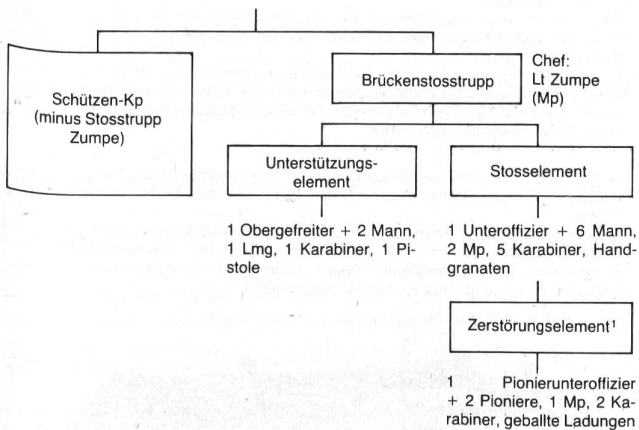 Schützen-Kp
(minus Stosstrupp
Zumpe)
Brückenstosstrupp
Chef:
Lt Zumpe
(Mp)
Unterstützungs-
element
1 Obergefreiter + 2 Mann,
1 Lmg, 1 Karabiner, 1 Pi-
stole
Stosselement
1 Unteroffizier + 6 Mann,
2 Mp, 5 Karabiner, Hand-
granaten
Zerstörungselement¹
1 Pionierunteroffizier
+ 2 Pioniere, 1 Mp, 2 Ka-
rabiner, geballte Ladungen